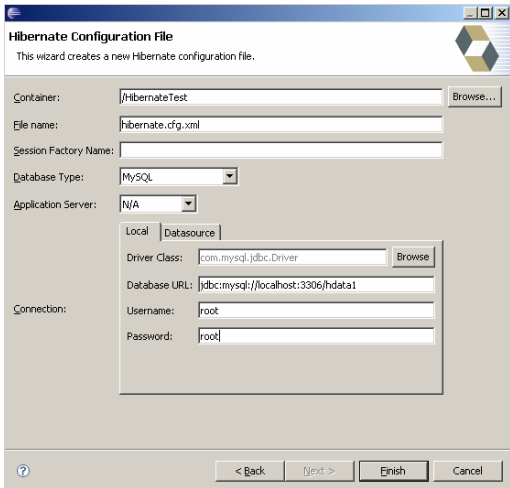 Hibernate Configuration File
This wizard creates a new Hibernate configuration file.
Container: /HibernateTest Browse...
File name: hibernate.cfg.xml
Session Factory Name:
Database Type: MySQL
Application Server: N/A
Local Datasource
Driver Class: com.mysql.jdbc.Driver Browse
Database URL: jdbc:mysql://localhost:3306/hdata1
Connection: Username: root
Password: root
? < Back Next > Finish Cancel